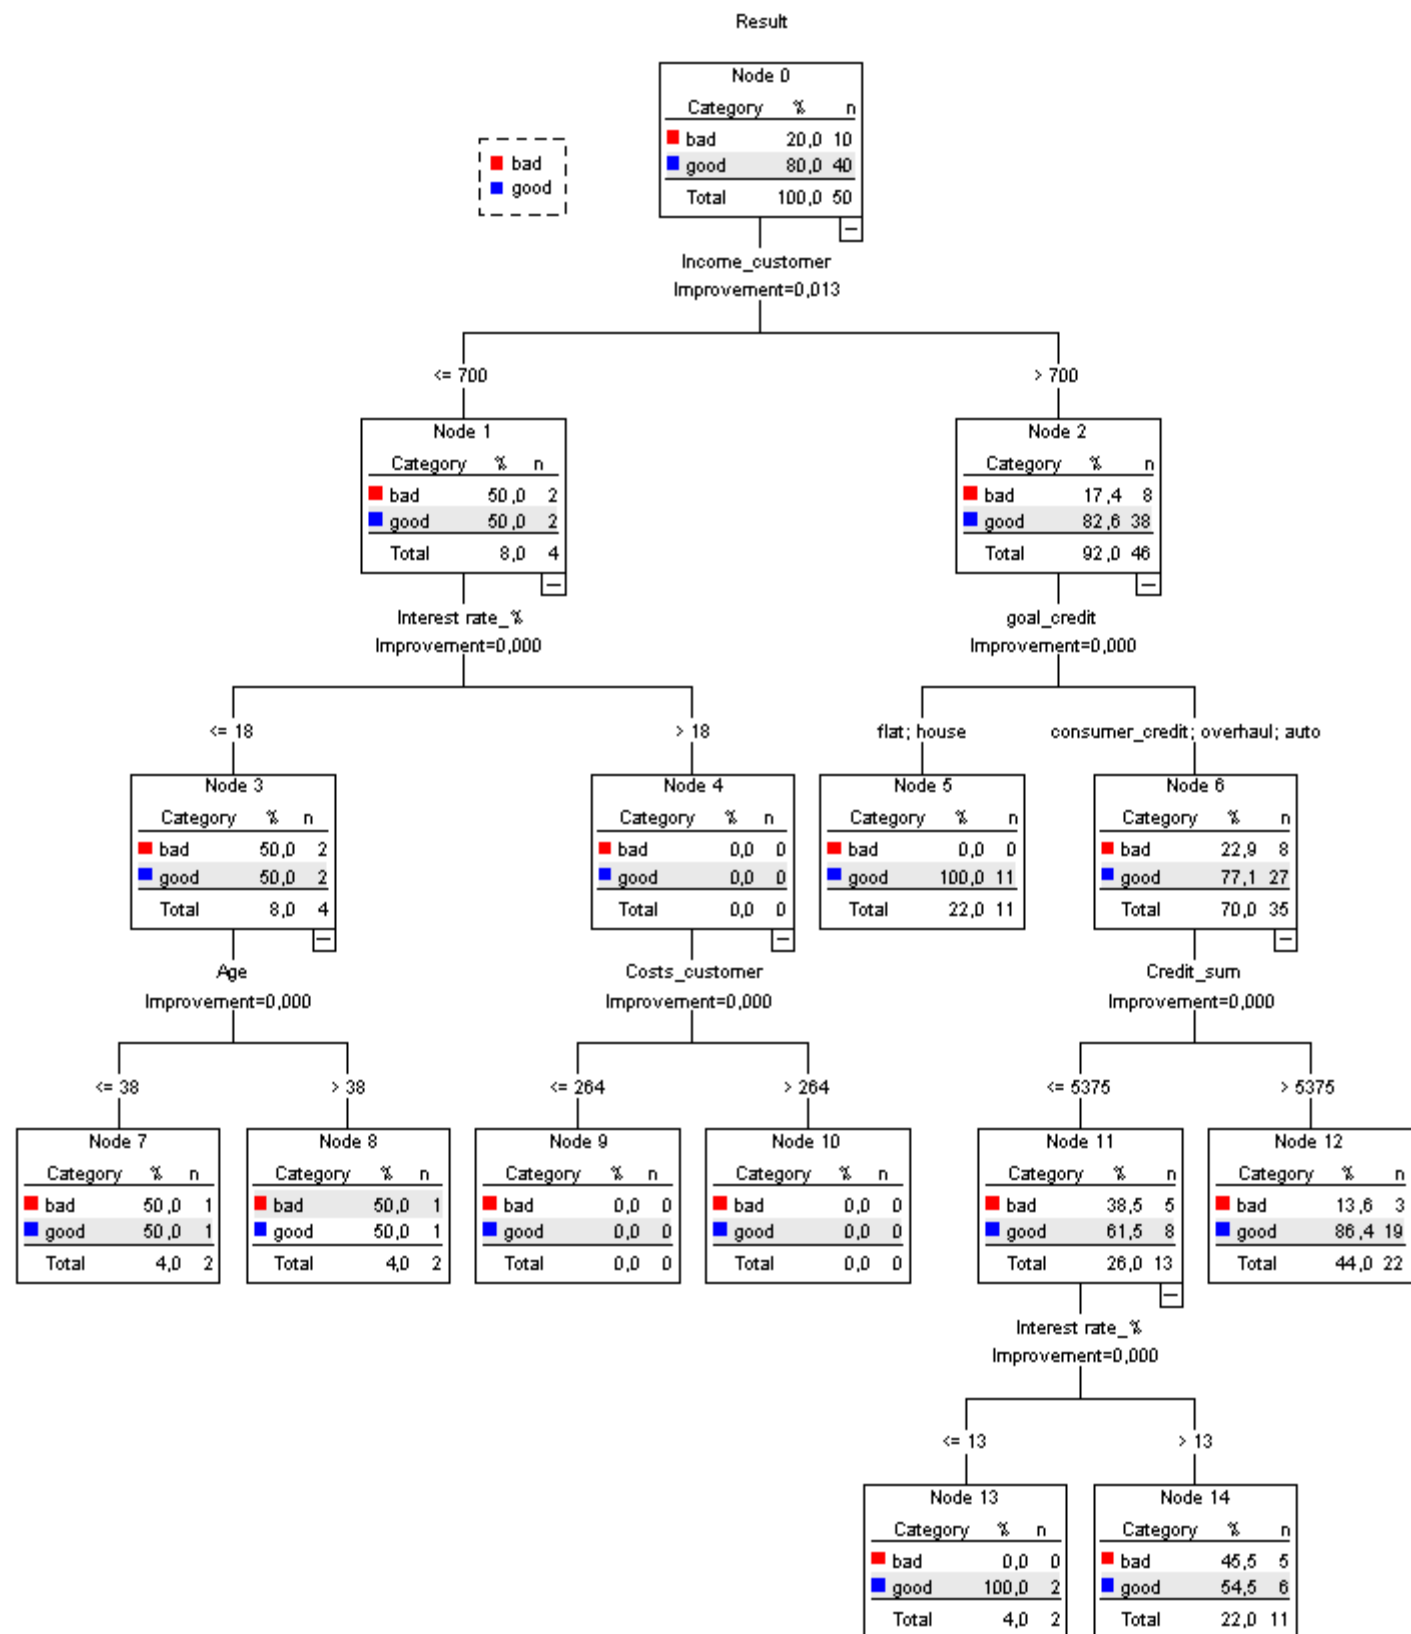 Result
Node 0
Category % n
bad 20,0 10
good 80,0 40
Total 100,0 50
bad
good
Income_customer
Improvement=0,013
<= 700
> 700
Node 1
Category % n
bad 50,0 2
good 50,0 2
Total 8,0 4
Node 2
Category % n
bad 17,4 8
good 82,6 38
Total 92,0 46
Interest rate_%
Improvement=0,000
goal_credit
Improvement=0,000
<= 18
> 18
flat; house
consumer_credit; overhaul; auto
Node 3
Category % n
bad 50,0 2
good 50,0 2
Total 8,0 4
Node 4
Category % n
bad 0,0 0
good 0,0 0
Total 0,0 0
Node 5
Category % n
bad 0,0 0
good 100,0 11
Total 22,0 11
Node 6
Category % n
bad 22,9 8
good 77,1 27
Total 70,0 35
Age
Improvement=0,000
Costs_customer
Improvement=0,000
Credit_sum
Improvement=0,000
<= 38
> 38
<= 264
> 264
<= 5375
> 5375
Node 7
Category % n
bad 50,0 1
good 50,0 1
Total 4,0 2
Node 8
Category % n
bad 50,0 1
good 50,0 1
Total 4,0 2
Node 9
Category % n
bad 0,0 0
good 0,0 0
Total 0,0 0
Node 10
Category % n
bad 0,0 0
good 0,0 0
Total 0,0 0
Node 11
Category % n
bad 38,5 5
good 61,5 8
Total 26,0 13
Node 12
Category % n
bad 13,6 3
good 86,4 19
Total 44,0 22
Interest rate_%
Improvement=0,000
<= 13
> 13
Node 13
Category % n
bad 0,0 0
good 100,0 2
Total 4,0 2
Node 14
Category % n
bad 45,5 5
good 54,5 6
Total 22,0 11